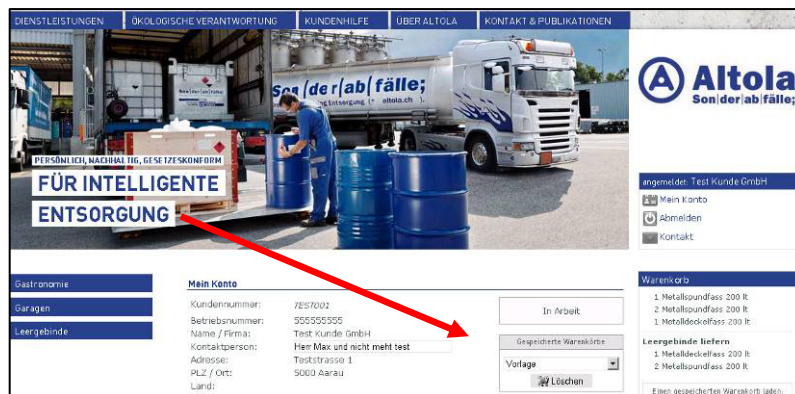 DIENSTLEISTUNGEN
ÖKOLOGISCHE VERANTWORTUNG
KUNDENHILFE
ÜBER ALTOLA
KONTAKT & PUBLIKATIONEN
Son|der|ab|fälle;
altola.ch
PERSÖNLICH, NACHHALTIG, GESETZESKONFORM
FÜR INTELLIGENTE
ENTSORGUNG
Altola
Son|der|ab|fälle;
angemeldet: Test Kunde GmbH
Mein Konto
Abmelden
Kontakt
Gastronomie
Garagen
Leergebinde
Mein Konto
Kundennummer: TEST001
Betriebsnummer: 555555555
Name / Firma: Test Kunde GmbH
Kontaktperson: Herr Max und nicht meht test
Adresse: Teststrasse 1
PLZ / Ort: 5000 Aarau
Land:
In Arbeit
Gespeicherte Warenkörbe
Vorlage
Löschen
Warenkorb
1 Metallspundfass 200 lt
2 Metallspundfass 200 lt
1 Metalldeckelfass 200 lt
Leergebinde liefern
1 Metalldeckelfass 200 lt
2 Metallspundfass 200 lt
Einen gespeicherten Warenkorb laden.